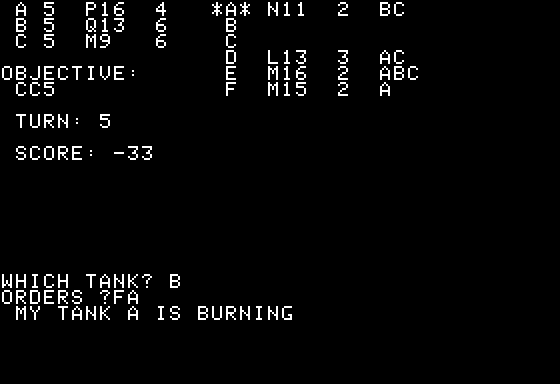 A 5 P16 4 *A* N11 2 BC
B 5 Q13 6 B
C 5 M9 6 C
D L13 3 AC
OBJECTIVE: E M16 2 ABC
CC5 F M15 2 A
TURN: 5
SCORE: -33
WHICH TANK? B
ORDERS ?FA
MY TANK A IS BURNING